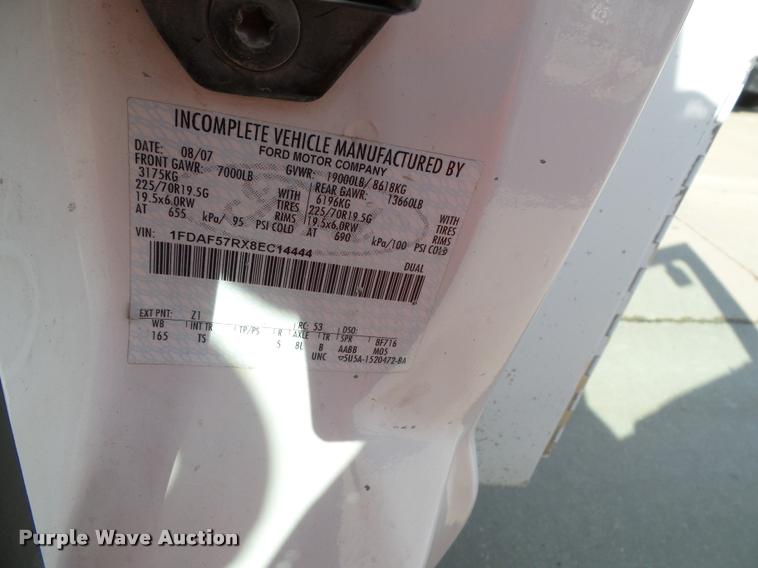 INCOMPLETE VEHICLE MANUFACTURED BY
FORD MOTOR COMPANY
DATE: 08/07 GVWR: 19000LB/ 8618KG
FRONT GAWR: 7000LB REAR GAWR: 13660LB
3175KG WITH 6196KG WITH
225/70R19.5G TIRES 225/70R19.5G TIRES
19.5x6.0RW RIMS 19.5x6.0RW RIMS
AT 655 kPa/ 95 PSI COLD AT 690 kPa/100 PSI COLD
VIN: 1FDAF57RX8EC14444
DUAL
EXT PNT: Z1 RC: 53 DSO:
WB INT TR TP/PS R AXLE TR SPR BF716
165 TS 5 8L B AABB M05
UNC 5U5A-1520472-BA
Purple Wave Auction